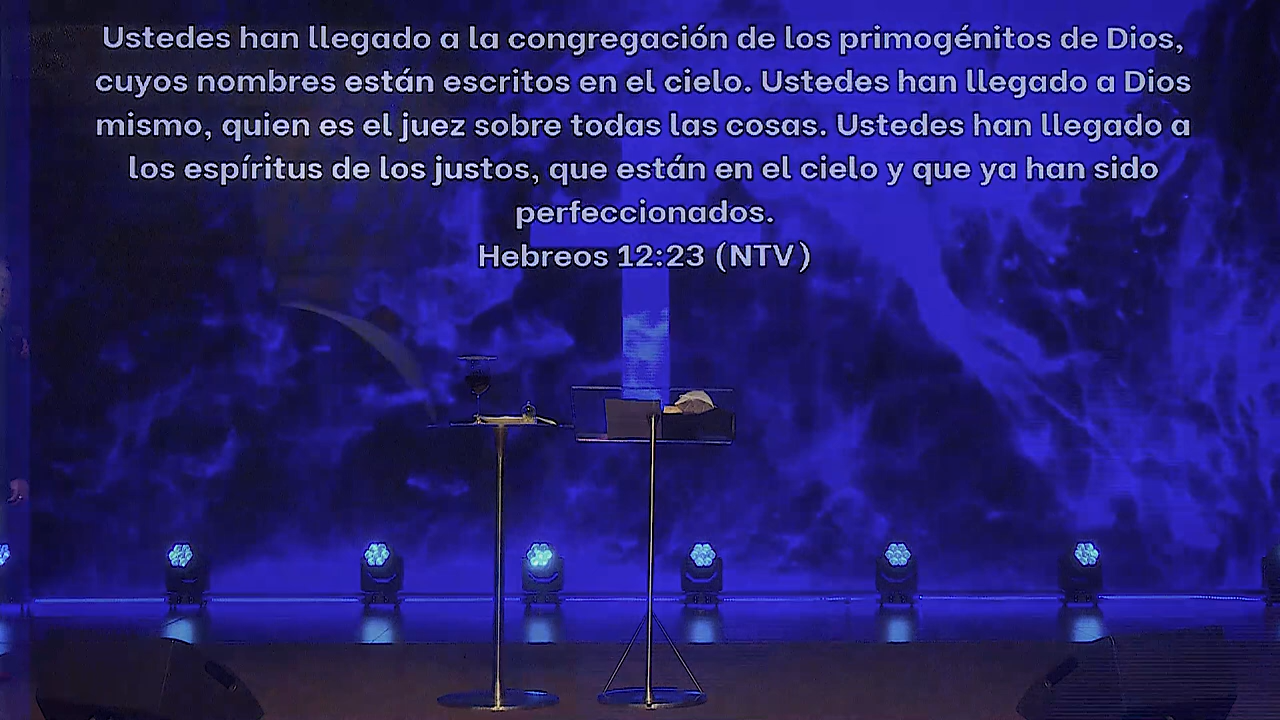 Ustedes han llegado a la congregación de los primogénitos de Dios,
cuyos nombres están escritos en el cielo. Ustedes han llegado a Dios
mismo, quien es el juez sobre todas las cosas. Ustedes han llegado a
los espíritus de los justos, que están en el cielo y que ya han sido
perfeccionados.
Hebreos 12:23 (NTV)